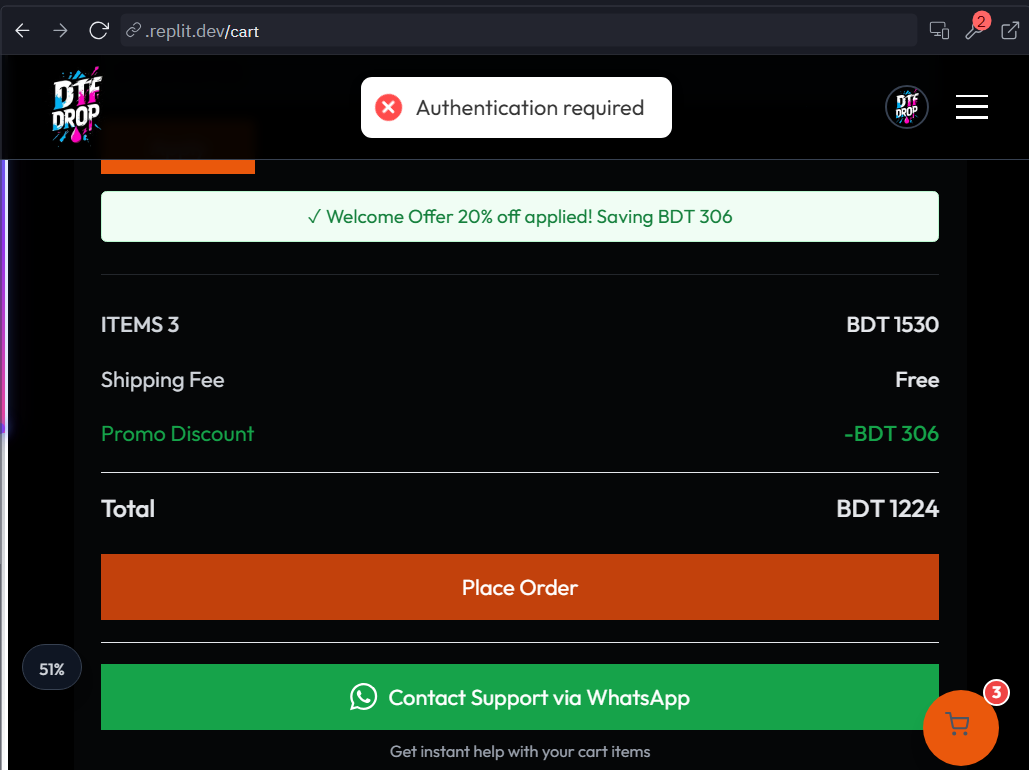 .replit.dev/cart
2
DTF
DROP
Authentication required
DTF
DROP
✓ Welcome Offer 20% off applied! Saving BDT 306
ITEMS 3 BDT 1530
Shipping Fee Free
Promo Discount -BDT 306
Total BDT 1224
Place Order
51%
Contact Support via WhatsApp
3
Get instant help with your cart items